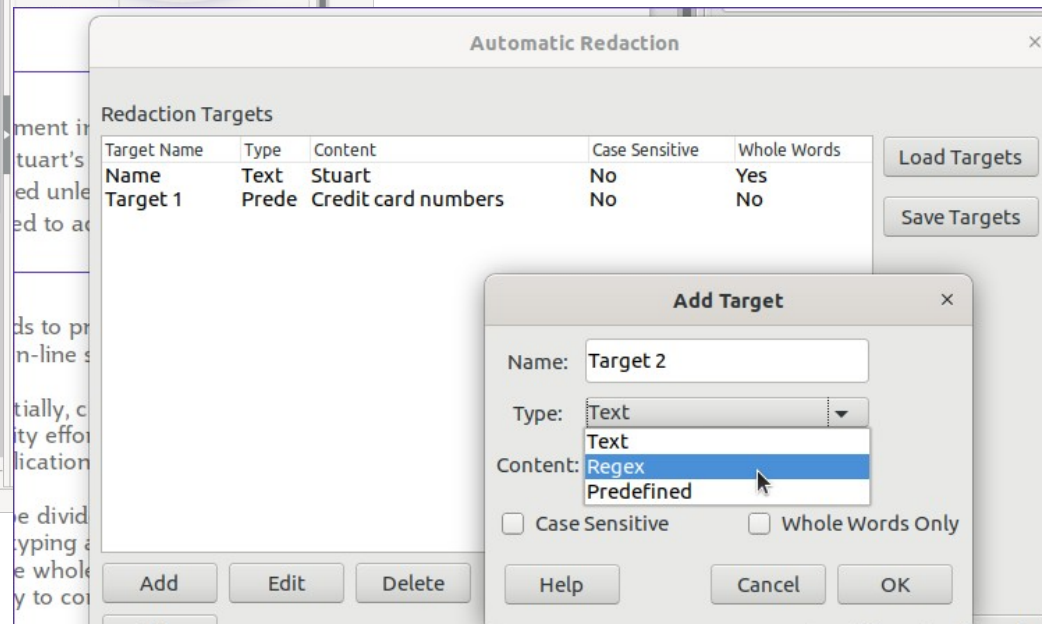 Automatic Redaction ×
Redaction Targets
Target Name Type Content Case Sensitive Whole Words
Name Text Stuart No Yes
Target 1 Prede Credit card numbers No No
Load Targets
Save Targets
Add Target ×
Name: Target 2
Type: Text
Text
Content: Regex
Predefined
Case Sensitive Whole Words Only
Help Cancel OK
Add Edit Delete
ment in
tuart's
ed unle
ed to ad
ds to pr
n-line s
tially, c
ity effor
lication
e divid
typing a
e whole
y to con